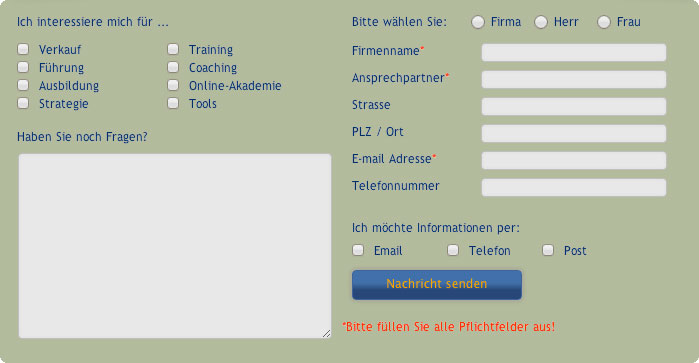 Ich interessiere mich für ...
Verkauf
Training
Führung
Coaching
Ausbildung
Online-Akademie
Strategie
Tools
Haben Sie noch Fragen?
Bitte wählen Sie: Firma Herr Frau
Firmenname*
Ansprechpartner*
Strasse
PLZ / Ort
E-mail Adresse*
Telefonnummer
Ich möchte Informationen per:
Email Telefon Post
Nachricht senden
*Bitte füllen Sie alle Pflichtfelder aus!